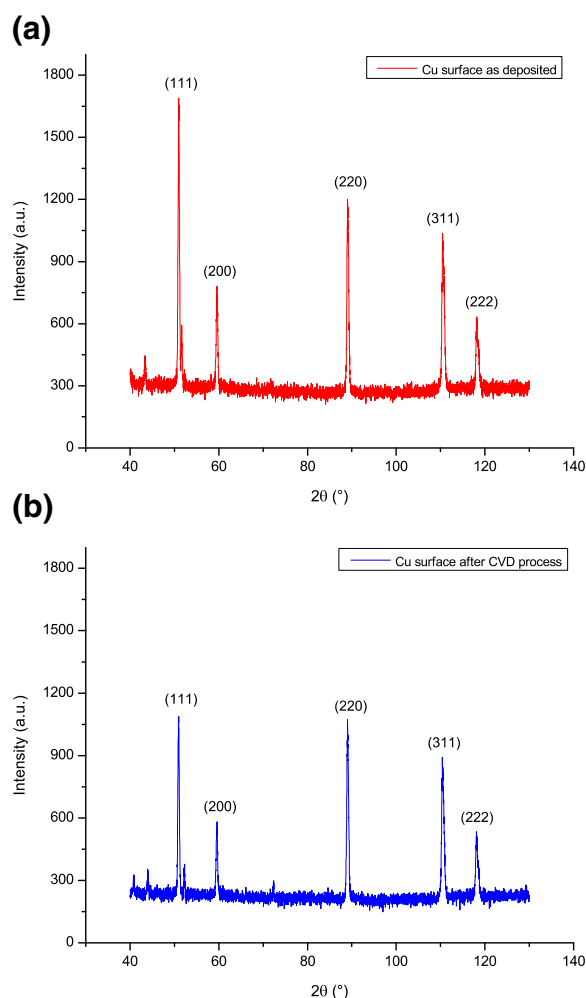 (a)
Cu surface as deposited
(111)
(200)
(220)
(311)
(222)
1800
1500
1200
900
600
300
0
Intensity (a.u.)
40 60 80 100 120 140
2θ (°)
(b)
Cu surface after CVD process
(111)
(200)
(220)
(311)
(222)
1800
1500
1200
900
600
300
0
Intensity (a.u.)
40 60 80 100 120 140
2θ (°)